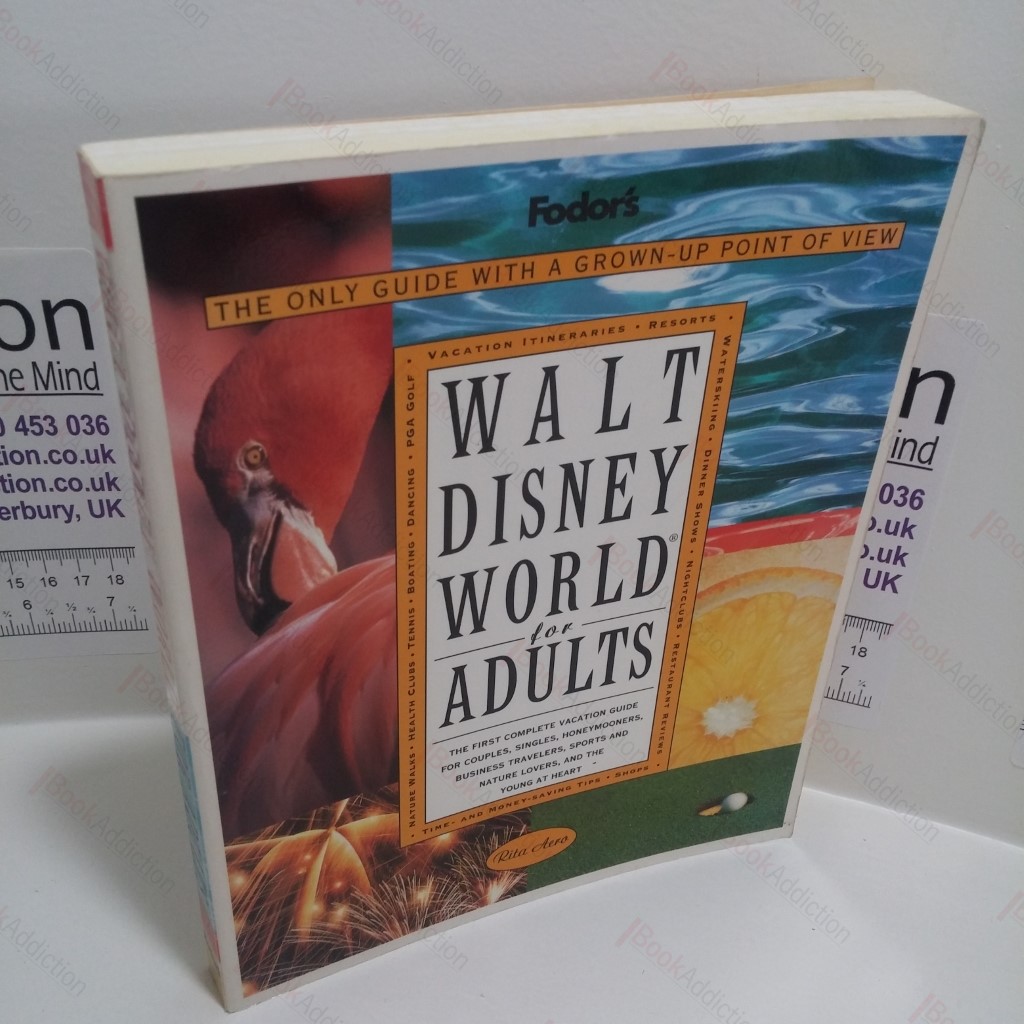 Fodor's
THE ONLY GUIDE WITH A GROWN-UP POINT OF VIEW
• VACATION ITINERARIES • RESORTS •
WATERSKIING • DINNER SHOWS • NIGHTCLUBS • RESTAURANT REVIEWS •
• NATURE WALKS • HEALTH CLUBS • TENNIS • BOATING • DANCING • PGA GOLF •
WALT
DISNEY
WORLD®
for
ADULTS
THE FIRST COMPLETE VACATION GUIDE
FOR COUPLES, SINGLES, HONEYMOONERS,
BUSINESS TRAVELERS, SPORTS AND
NATURE LOVERS, AND THE
YOUNG AT HEART
• TIME- AND MONEY-SAVING TIPS • SHOPS •
Rita Aero
on
he Mind
0 453 036
tion.co.uk
tion.co.uk
erbury, UK
15 16 17 18
6 7
n
ind
036
o.uk
o.uk
UK
18
7
BookAddiction